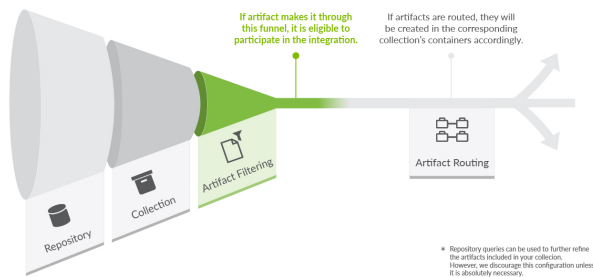 If artifact makes it through
this funnel, it is eligible to
participate in the integration.
If artifacts are routed, they will
be created in the corresponding
collection's containers accordingly.
Repository
Collection
Artifact Filtering
Artifact Routing
* Repository queries can be used to further refine
the artifacts included in your collecion.
However, we discourage this configuration unless
it is absolutely necessary.